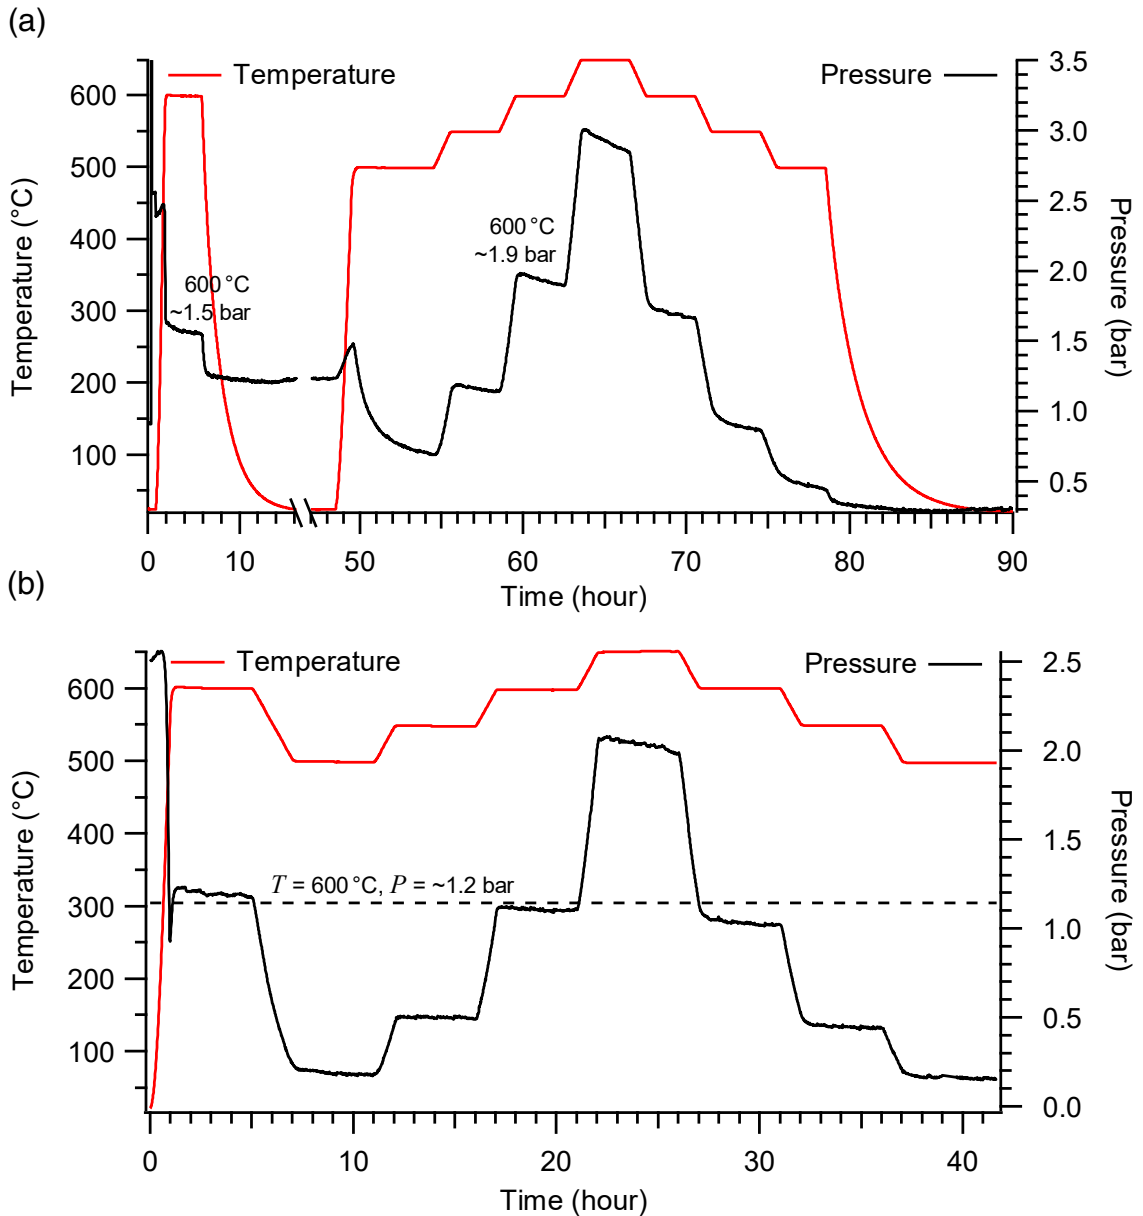 (a)
Temperature
Pressure
600
500
400
300
200
100
Temperature (°C)
3.5
3.0
2.5
2.0
1.5
1.0
0.5
Pressure (bar)
600 °C
~1.5 bar
600 °C
~1.9 bar
0 10 50 60 70 80 90
Time (hour)
(b)
Temperature
Pressure
600
500
400
300
200
100
Temperature (°C)
2.5
2.0
1.5
1.0
0.5
0.0
Pressure (bar)
T = 600 °C, P = ~1.2 bar
0 10 20 30 40
Time (hour)